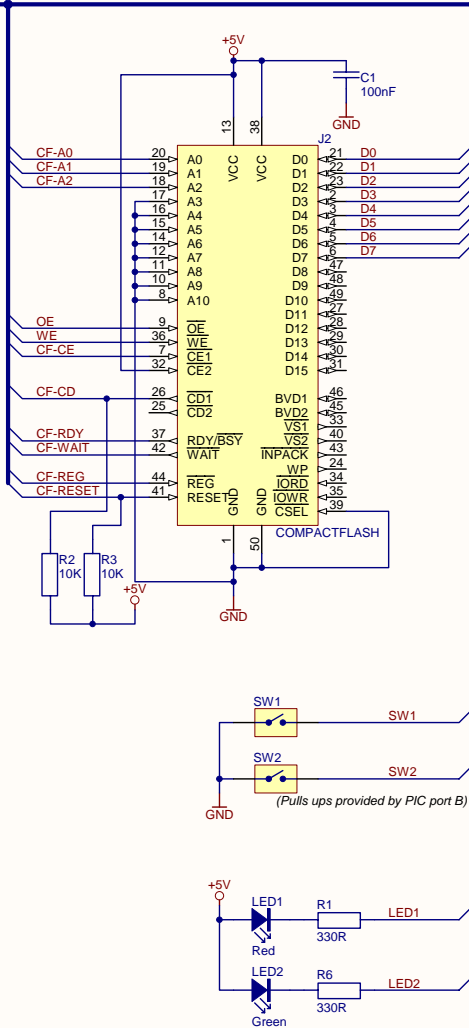 +5V
C1
100nF
GND
13
38
J2
VCC
VCC
CF-A0 20 A0 D0 21 D0
CF-A1 19 A1 D1 22 D1
CF-A2 18 A2 D2 23 D2
17 A3 D3 2 D3
16 A4 D4 3 D4
15 A5 D5 4 D5
14 A6 D6 5 D6
12 A7 D7 6 D7
11 A8 D8 47
10 A9 D9 48
8 A10 D10 49
D11 27
OE 9 OE D12 28
WE 36 WE D13 29
CF-CE 7 CE1 D14 30
32 CE2 D15 31
CF-CD 26 CD1 BVD1 46
25 CD2 BVD2 45
VS1 33
CF-RDY 37 RDY/BSY VS2 40
CF-WAIT 42 WAIT INPACK 43
WP 24
CF-REG 44 REG IORD 34
CF-RESET 41 RESET IOWR 35
GND
GND
CSEL 39
1
50
COMPACTFLASH
R2
10K
R3
10K
+5V
GND
SW1
SW1
SW2
SW2
GND
(Pulls ups provided by PIC port B)
+5V
LED1
R1
LED1
Red
330R
LED2
R6
LED2
Green
330R